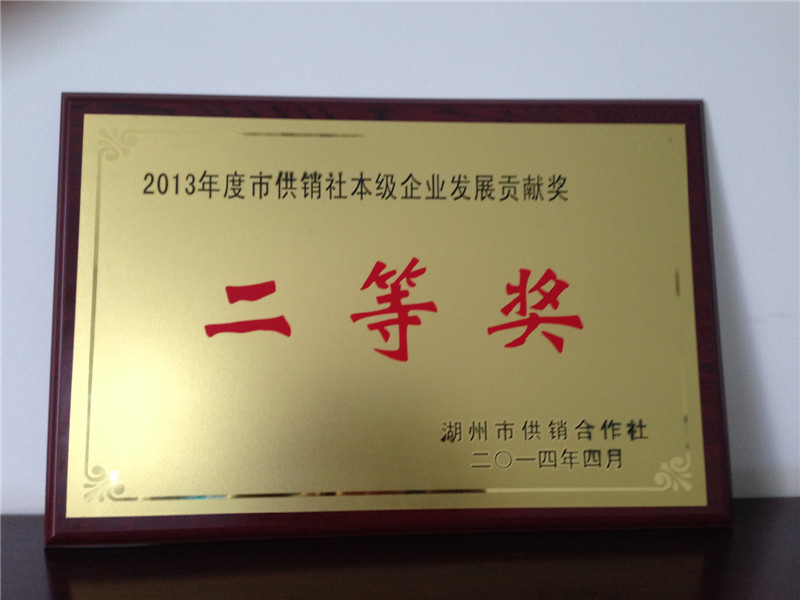 2013年度市供销社本级企业发展贡献奖
二等奖
湖州市供销合作社
二〇一四年四月